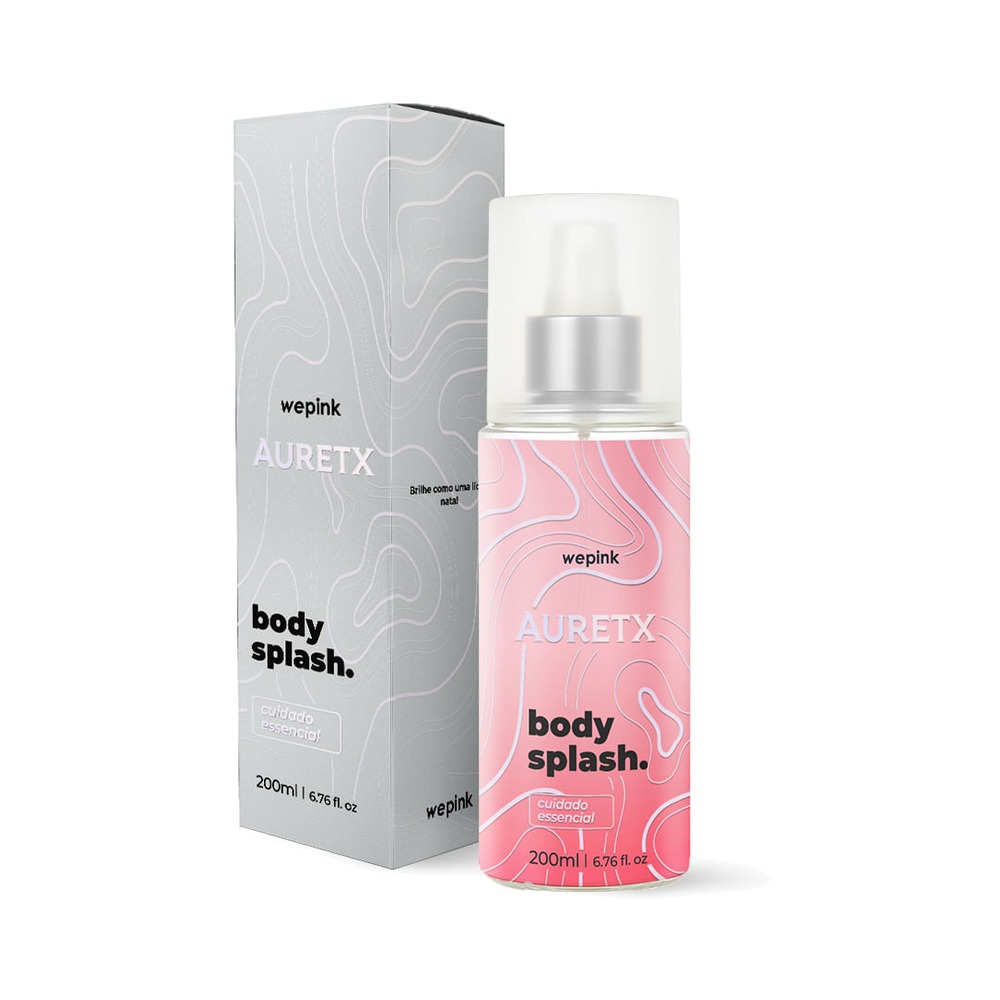 wepink
AURETX
body
splash.
cuidado
essencial
200ml | 6.76 fl. oz
Brilhe como uma
nata!
wepink
wepink
AURETX
body
splash.
cuidado
essencial
200ml | 6.76 fl. oz